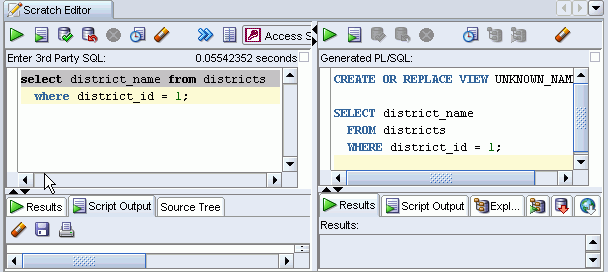 Scratch Editor
Access S
Enter 3rd Party SQL: 0.05542352 seconds
select district_name from districts
where district_id = 1;
Results Script Output Source Tree
Generated PL/SQL:
CREATE OR REPLACE VIEW UNKNOWN_NAM
SELECT district_name
FROM districts
WHERE district_id = 1;
Results Script Output Expl...
Results: